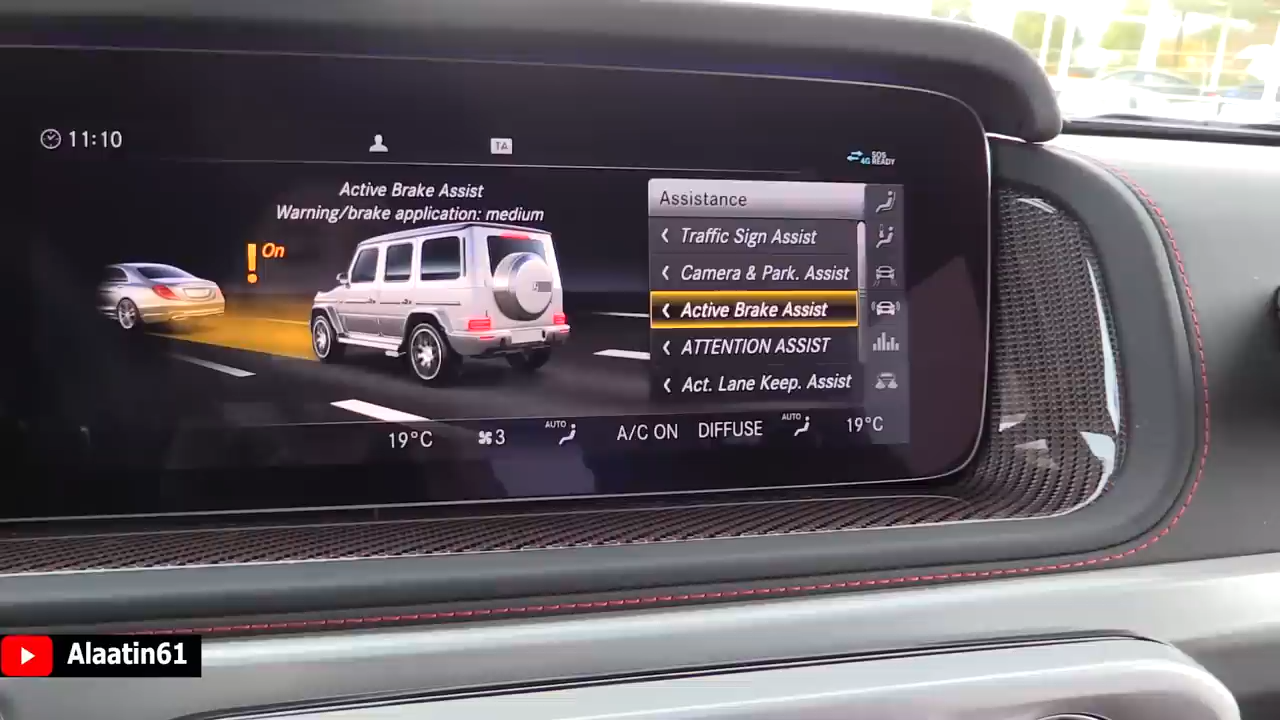 11:10
TA
4G SOS READY
Active Brake Assist
Warning/brake application: medium
On
Assistance
Traffic Sign Assist
Camera & Park. Assist
Active Brake Assist
ATTENTION ASSIST
Act. Lane Keep. Assist
19°C
3
AUTO
A/C ON
DIFFUSE
AUTO
19°C
Alaatin61